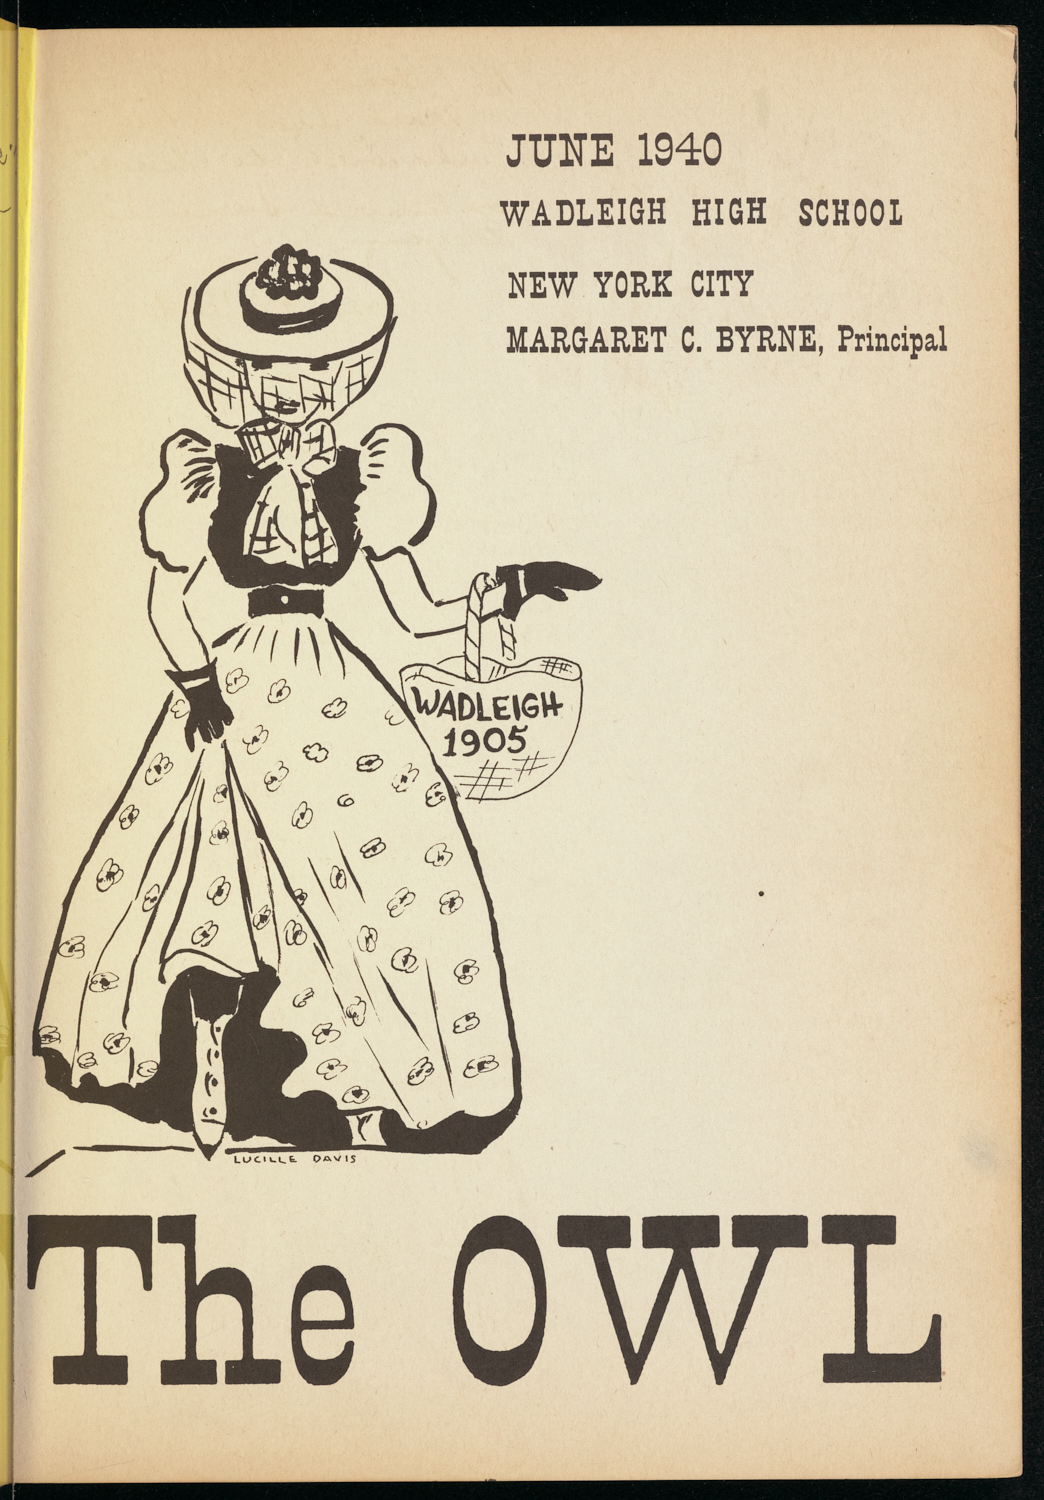 JUNE 1940
WADLEIGH HIGH SCHOOL
NEW YORK CITY
MARGARET C. BYRNE, Principal
WADLEIGH
1905
LUCILLE DAVIS
The OWL